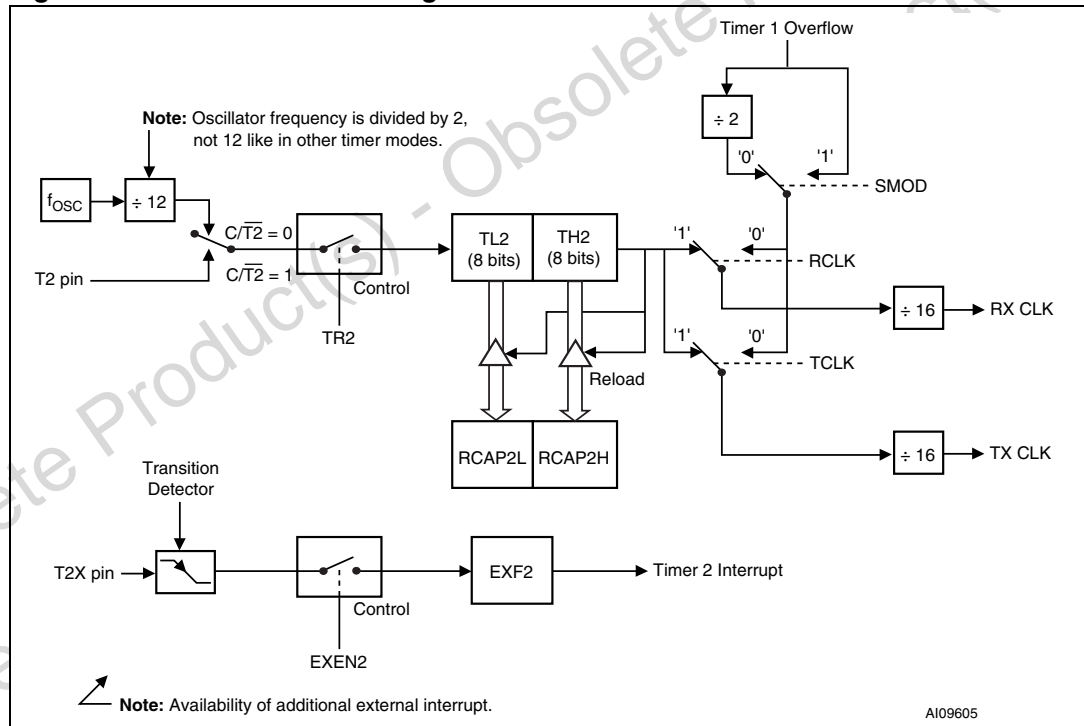 Timer 1 Overflow
Note: Oscillator frequency is divided by 2,
not 12 like in other timer modes.
÷ 2
'0'
'1'
SMOD
fOSC
÷ 12
C/T2 = 0
TL2
(8 bits)
TH2
(8 bits)
'1'
'0'
RCLK
T2 pin
C/T2 = 1
Control
TR2
÷ 16
RX CLK
'1'
'0'
TCLK
Reload
RCAP2L
RCAP2H
÷ 16
TX CLK
Transition
Detector
T2X pin
Control
EXF2
Timer 2 Interrupt
EXEN2
Note: Availability of additional external interrupt.
AI09605
Product(s) - Obsolete